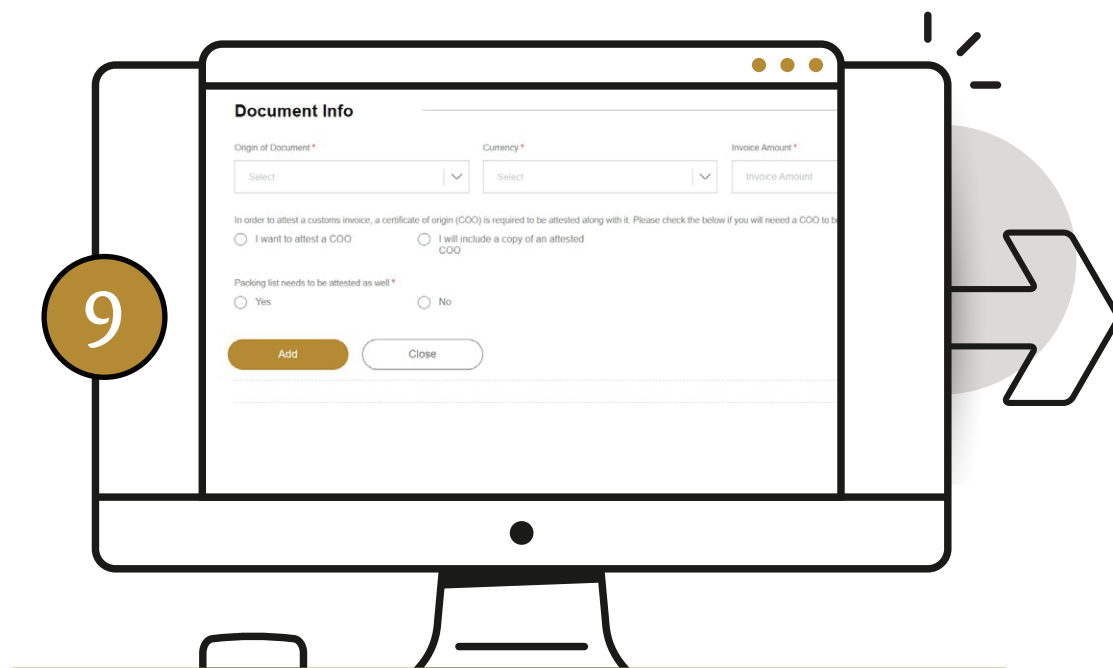 Document Info
Origin of Document *
Currency *
Invoice Amount *
Select
Select
Invoice Amount
In order to attest a customs invoice, a certificate of origin (COO) is required to be attested along with it. Please check the below if you will neeed a COO to
I want to attest a COO
I will include a copy of an attested
COO
Packing list needs to be attested as well *
Yes
No
9
Add
Close